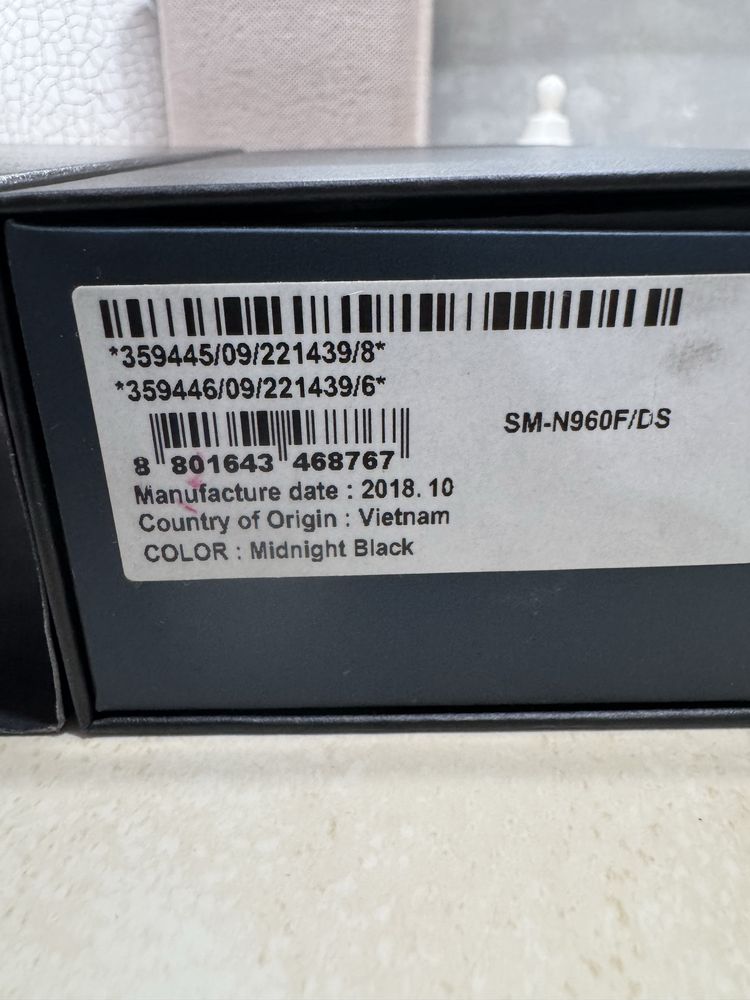 *359445/09/221439/8*
*359446/09/221439/6*
SM-N960F/DS
8 801643 468767
Manufacture date : 2018. 10
Country of Origin : Vietnam
COLOR : Midnight Black